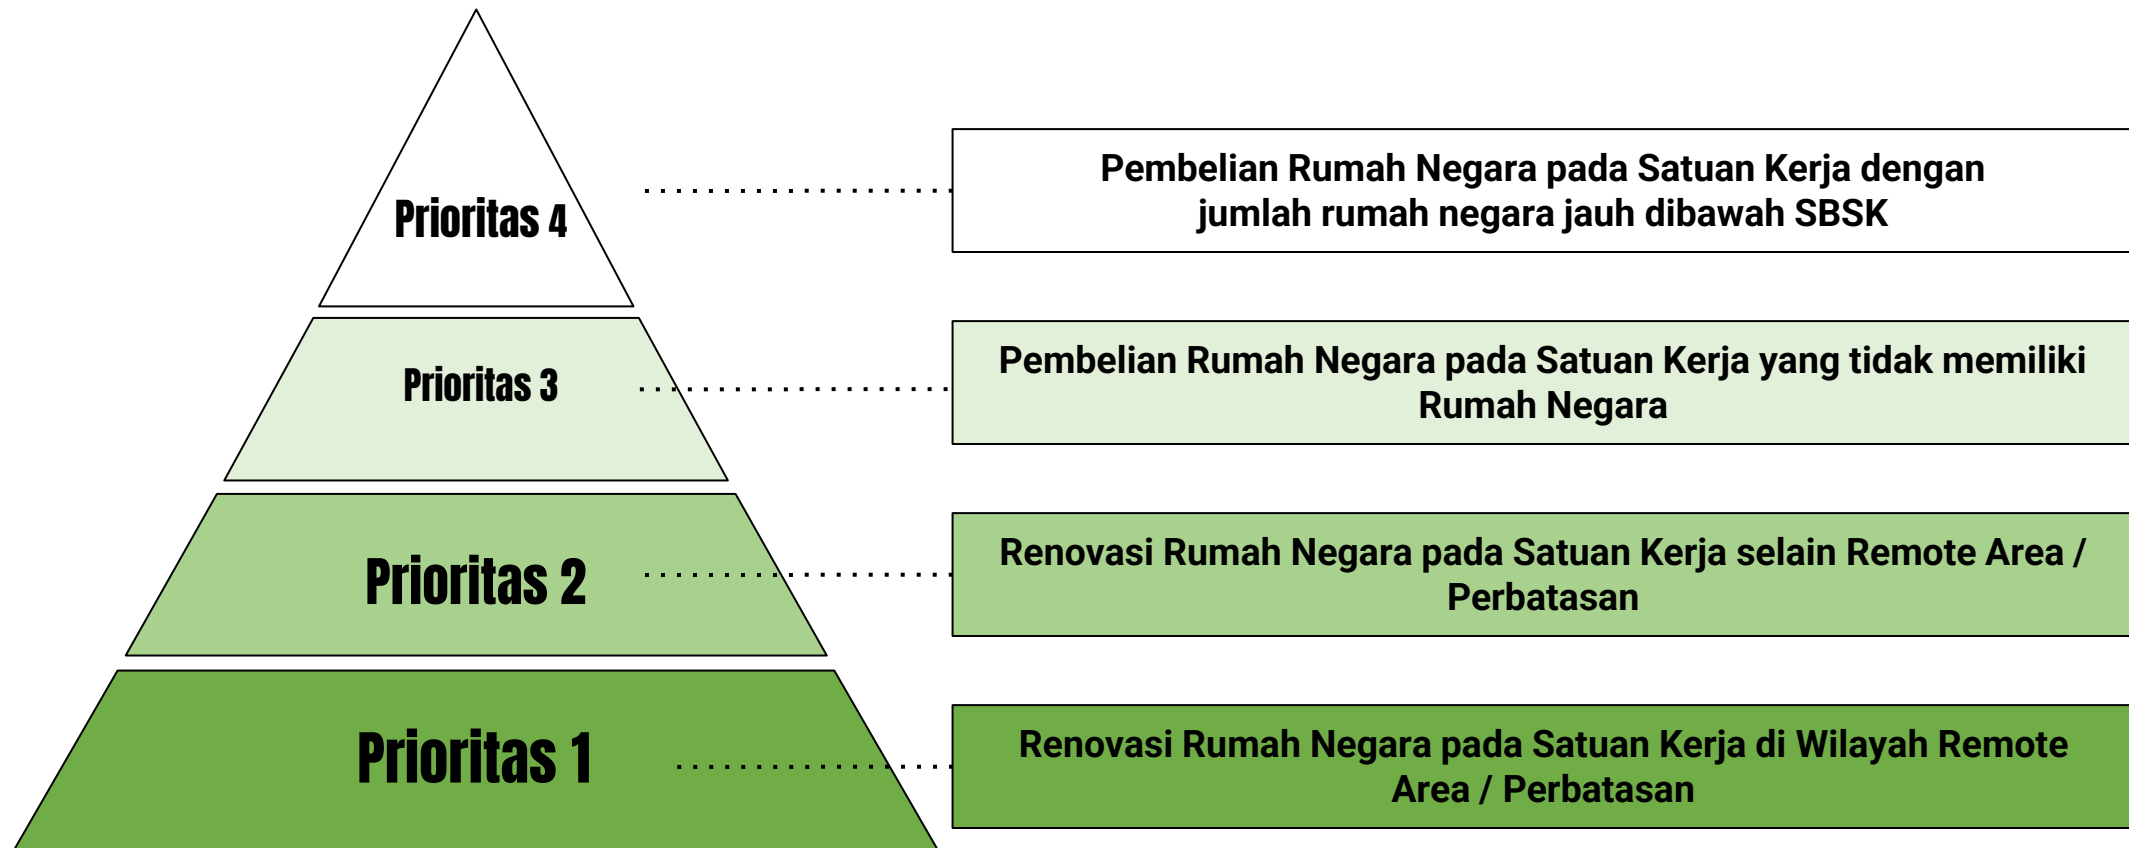 Prioritas 4
Pembelian Rumah Negara pada Satuan Kerja dengan
jumlah rumah negara jauh dibawah SBSK
Prioritas 3
Pembelian Rumah Negara pada Satuan Kerja yang tidak memiliki
Rumah Negara
Prioritas 2
Renovasi Rumah Negara pada Satuan Kerja selain Remote Area /
Perbatasan
Prioritas 1
Renovasi Rumah Negara pada Satuan Kerja di Wilayah Remote
Area / Perbatasan